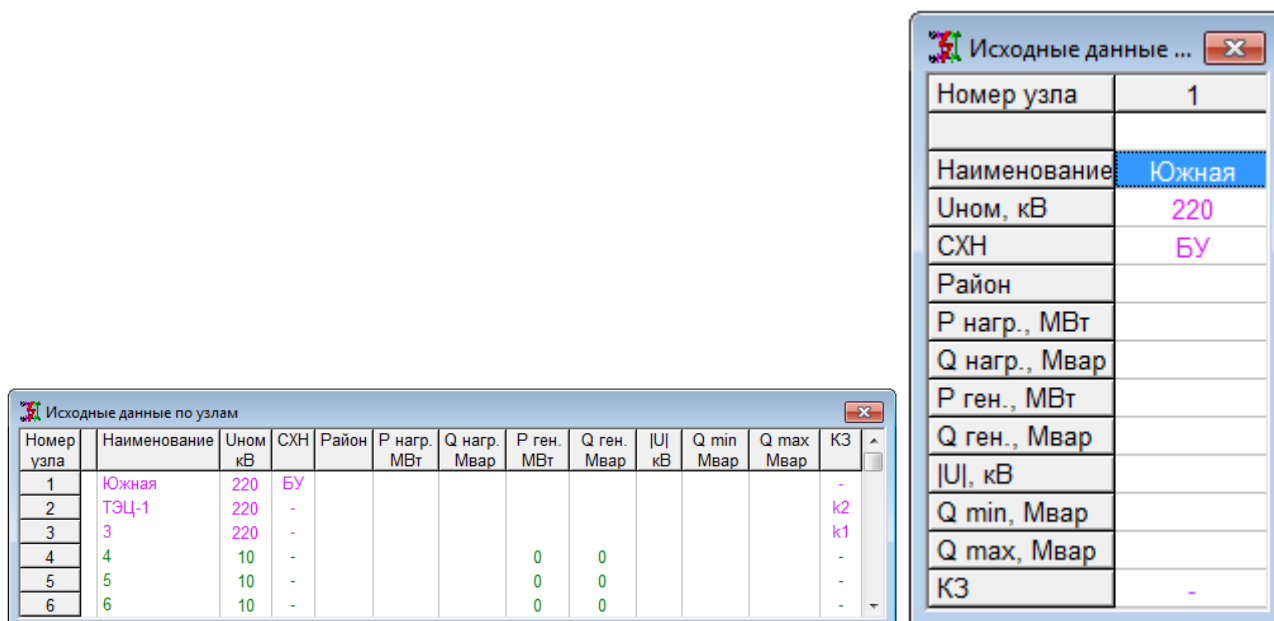 Исходные данные по узлам
Номер узла Наименование Uном кВ СХН Район P нагр. МВт Q нагр. Мвар P ген. МВт Q ген. Мвар |U| кВ Q min Мвар Q max Мвар КЗ
1 Южная 220 БУ -
2 ТЭЦ-1 220 - k2
3 3 220 - k1
4 4 10 - 0 0 -
5 5 10 - 0 0 -
6 6 10 - 0 0 -
Исходные данные ...
Номер узла 1
Наименование Южная
Uном, кВ 220
СХН БУ
Район
P нагр., МВт
Q нагр., Мвар
P ген., МВт
Q ген., Мвар
|U|, кВ
Q min, Мвар
Q max, Мвар
КЗ -